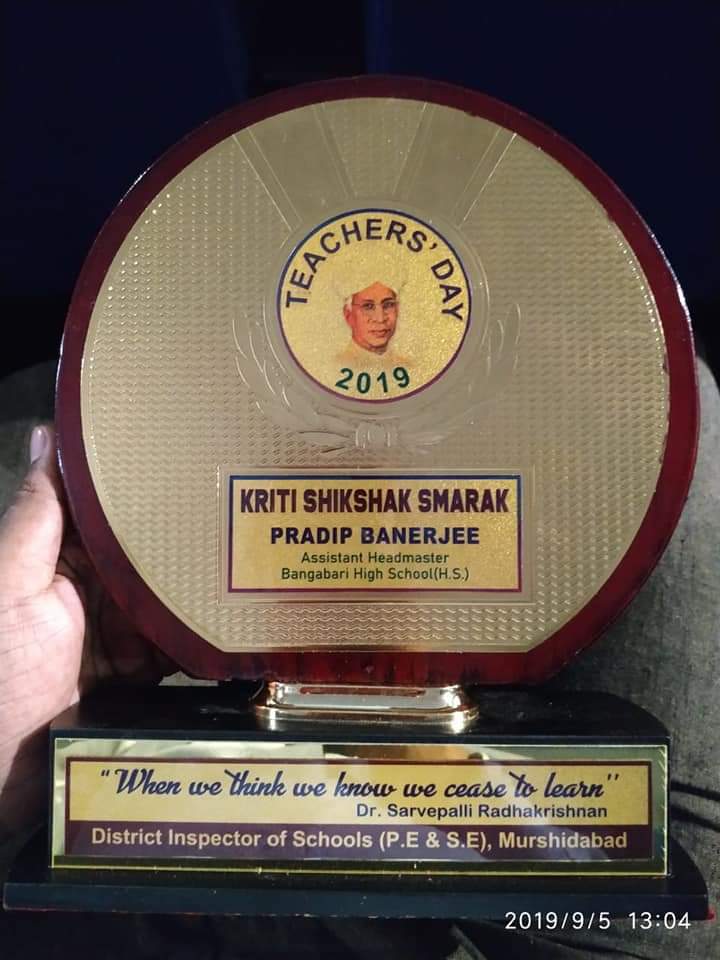 TEACHERS' DAY
2019
KRITI SHIKSHAK SMARAK
PRADIP BANERJEE
Assistant Headmaster
Bangabari High School(H.S.)
"When we think we know we cease to learn"
Dr. Sarvepalli Radhakrishnan
District Inspector of Schools (P.E & S.E), Murshidabad
2019/9/5 13:04